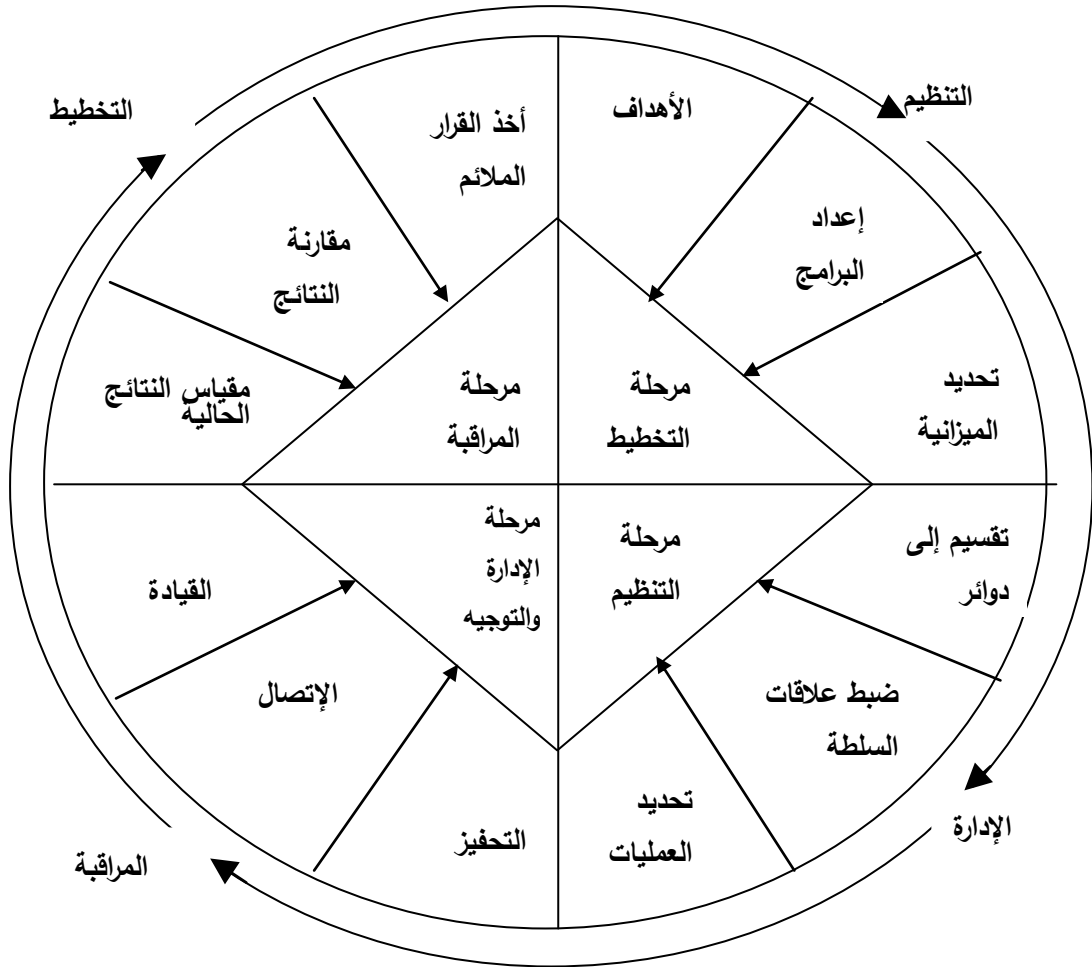 التخطيط
التنظيم
الأهداف
أخذ القرار
الملائم
إعداد
البرامج
مقارنة
النتائج
تحديد
الميزانية
مرحلة
التخطيط
مرحلة
المراقبة
مقياس النتائج
الحالية
تقسيم إلى
دوائر
مرحلة
التنظيم
مرحلة
الإدارة
والتوجيه
القيادة
ضبط علاقات
السلطة
الإتصال
تحديد
العمليات
التحفيز
الإدارة
المراقبة